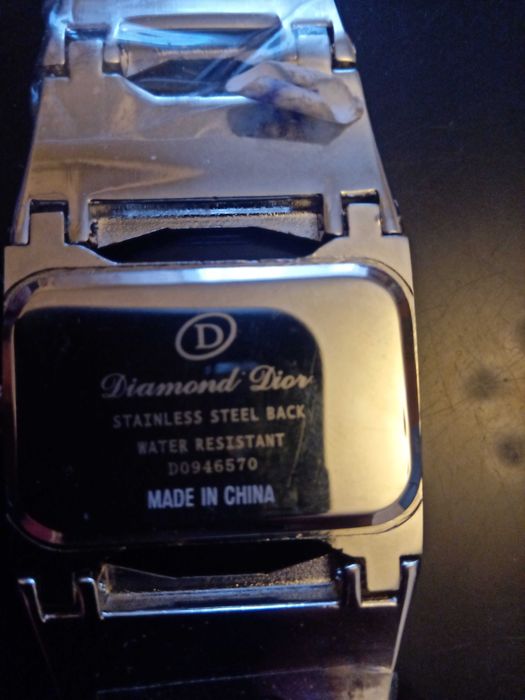 D
Diamond Dior
STAINLESS STEEL BACK
WATER RESISTANT
D0946570
MADE IN CHINA